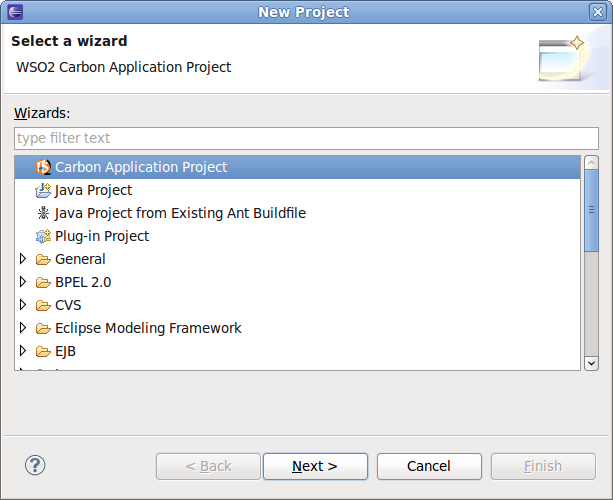 New Project
Select a wizard
WSO2 Carbon Application Project
Wizards:
type filter text
Carbon Application Project
Java Project
Java Project from Existing Ant Buildfile
Plug-in Project
General
BPEL 2.0
CVS
Eclipse Modeling Framework
EJB
? < Back Next > Cancel Finish